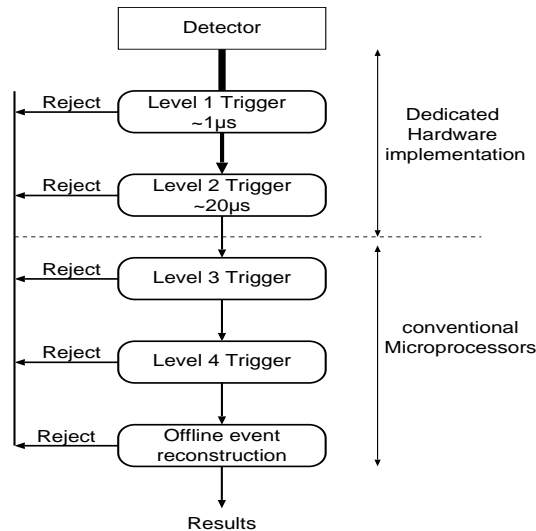 Detector
Reject
Level 1 Trigger
~1µs
Dedicated
Hardware
implementation
Reject
Level 2 Trigger
~20µs
Reject
Level 3 Trigger
conventional
Microprocessors
Reject
Level 4 Trigger
Reject
Offline event
reconstruction
Results